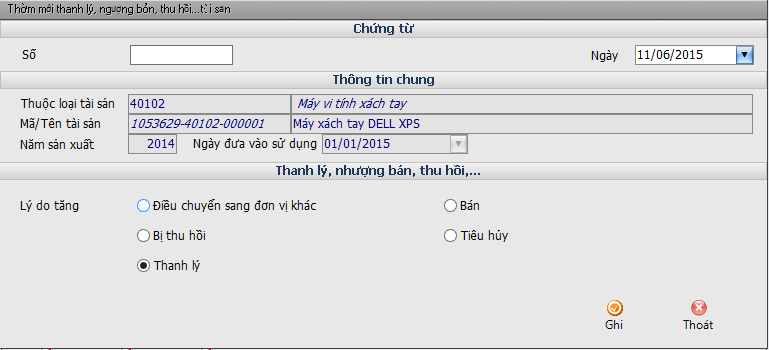 Thờm mới thanh lý, ngượng bỏn, thu hồi...tài sản
Chứng từ
Số Ngày 11/06/2015
Thông tin chung
Thuộc loại tài sản 40102 Máy vi tính xách tay
Mã/Tên tài sản 1053629-40102-000001 Máy xách tay DELL XPS
Năm sản xuất 2014 Ngày đưa vào sử dụng 01/01/2015
Thanh lý, nhượng bán, thu hồi,...
Lý do tăng Điều chuyển sang đơn vị khác Bán
Bị thu hồi Tiêu hủy
Thanh lý
Ghi Thoát